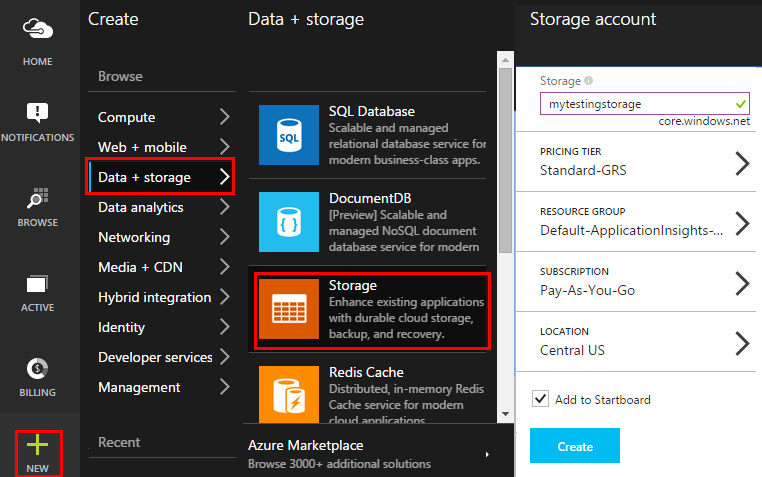 HOME
NOTIFICATIONS
BROWSE
ACTIVE
BILLING
NEW
Create
Browse
Compute
Web + mobile
Data + storage
Data analytics
Networking
Media + CDN
Hybrid integration
Identity
Developer services
Management
Recent
Data + storage
SQL
SQL Database
Scalable and managed
relational database service for
modern business-class apps.
DocumentDB
[Preview] Scalable and
managed NoSQL document
database service for modern
Storage
Enhance existing applications
with durable cloud storage,
backup, and recovery.
Redis Cache
Distributed, in-memory Redis
Cache service for modern
cloud applications.
Azure Marketplace
Browse 3000+ additional solutions
Storage account
Storage
mytestingstorage
core.windows.net
PRICING TIER
Standard-GRS
RESOURCE GROUP
Default-ApplicationInsights-...
SUBSCRIPTION
Pay-As-You-Go
LOCATION
Central US
Add to Startboard
Create